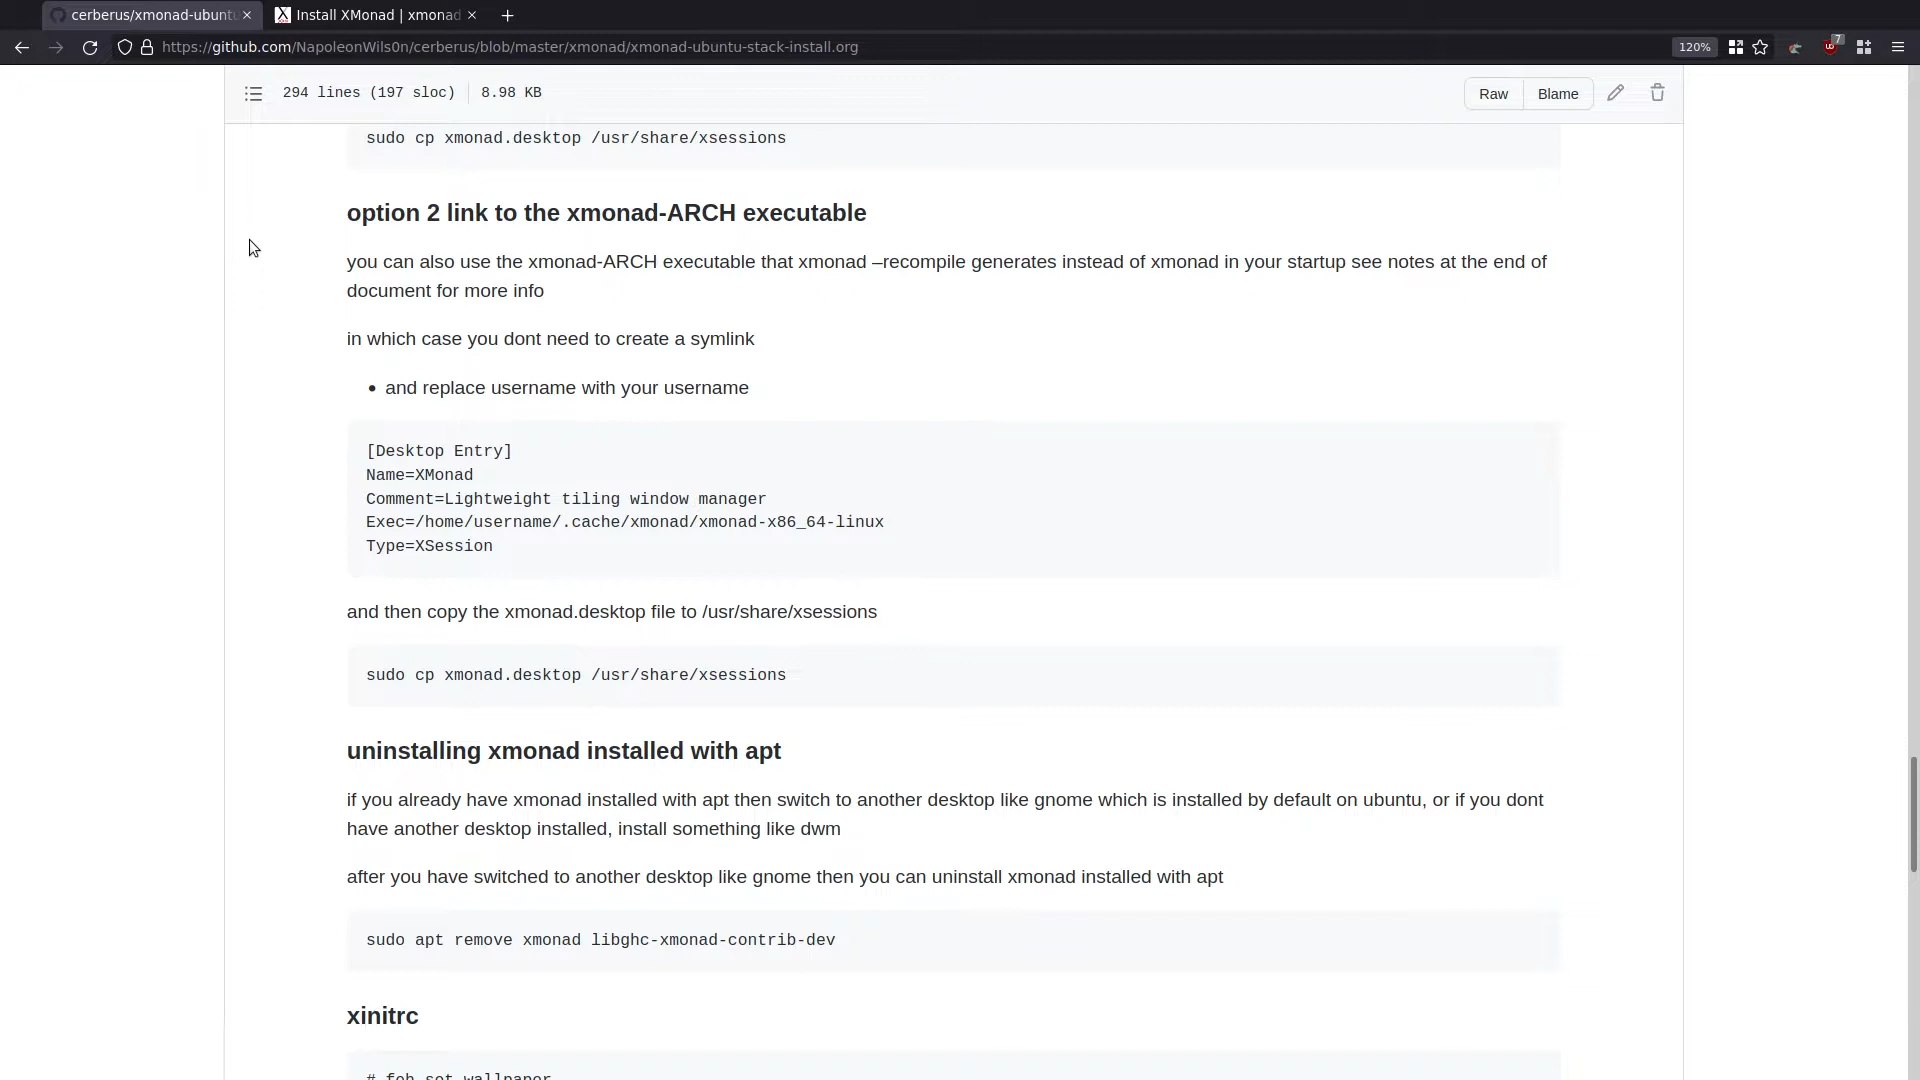 cerberus/xmonad-ubuntu
Install XMonad | xmonad
https://github.com/NapoleonWils0n/cerberus/blob/master/xmonad/xmonad-ubuntu-stack-install.org
120%
7
294 lines (197 sloc)
8.98 KB
Raw
Blame
sudo cp xmonad.desktop /usr/share/xsessions
option 2 link to the xmonad-ARCH executable
you can also use the xmonad-ARCH executable that xmonad –recompile generates instead of xmonad in your startup see notes at the end of
document for more info
in which case you dont need to create a symlink
• and replace username with your username
[Desktop Entry]
Name=XMonad
Comment=Lightweight tiling window manager
Exec=/home/username/.cache/xmonad/xmonad-x86_64-linux
Type=XSession
and then copy the xmonad.desktop file to /usr/share/xsessions
sudo cp xmonad.desktop /usr/share/xsessions
uninstalling xmonad installed with apt
if you already have xmonad installed with apt then switch to another desktop like gnome which is installed by default on ubuntu, or if you dont
have another desktop installed, install something like dwm
after you have switched to another desktop like gnome then you can uninstall xmonad installed with apt
sudo apt remove xmonad libghc-xmonad-contrib-dev
xinitrc
# feh set wallpaper